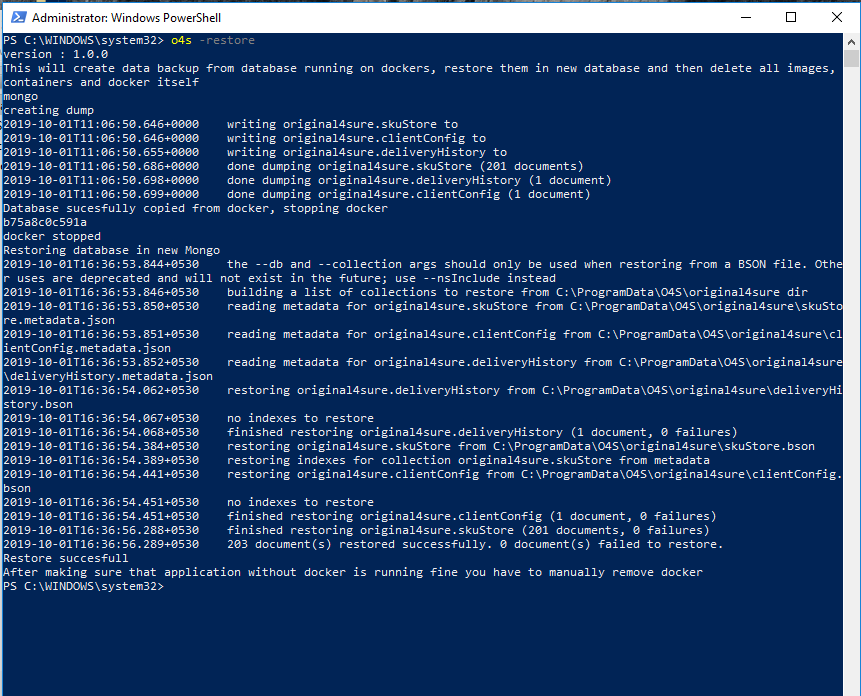 Administrator: Windows PowerShell
PS C:\WINDOWS\system32> o4s -restore
version : 1.0.0
This will create data backup from database running on dockers, restore them in new database and then delete all images,
containers and docker itself
mongo
creating dump
2019-10-01T11:06:50.646+0000    writing original4sure.skuStore to
2019-10-01T11:06:50.646+0000    writing original4sure.clientConfig to
2019-10-01T11:06:50.655+0000    writing original4sure.deliveryHistory to
2019-10-01T11:06:50.686+0000    done dumping original4sure.skuStore (201 documents)
2019-10-01T11:06:50.698+0000    done dumping original4sure.deliveryHistory (1 document)
2019-10-01T11:06:50.699+0000    done dumping original4sure.clientConfig (1 document)
Database sucesfully copied from docker, stopping docker
b75a8c0c591a
docker stopped
Restoring database in new Mongo
2019-10-01T16:36:53.844+0530    the --db and --collection args should only be used when restoring from a BSON file. Othe
r uses are deprecated and will not exist in the future; use --nsInclude instead
2019-10-01T16:36:53.846+0530    building a list of collections to restore from C:\ProgramData\O4S\original4sure dir
2019-10-01T16:36:53.850+0530    reading metadata for original4sure.skuStore from C:\ProgramData\O4S\original4sure\skuSto
re.metadata.json
2019-10-01T16:36:53.851+0530    reading metadata for original4sure.clientConfig from C:\ProgramData\O4S\original4sure\cl
ientConfig.metadata.json
2019-10-01T16:36:53.852+0530    reading metadata for original4sure.deliveryHistory from C:\ProgramData\O4S\original4sure
\deliveryHistory.metadata.json
2019-10-01T16:36:54.062+0530    restoring original4sure.deliveryHistory from C:\ProgramData\O4S\original4sure\deliveryHi
story.bson
2019-10-01T16:36:54.067+0530    no indexes to restore
2019-10-01T16:36:54.068+0530    finished restoring original4sure.deliveryHistory (1 document, 0 failures)
2019-10-01T16:36:54.384+0530    restoring original4sure.skuStore from C:\ProgramData\O4S\original4sure\skuStore.bson
2019-10-01T16:36:54.389+0530    restoring indexes for collection original4sure.skuStore from metadata
2019-10-01T16:36:54.441+0530    restoring original4sure.clientConfig from C:\ProgramData\O4S\original4sure\clientConfig.
bson
2019-10-01T16:36:54.451+0530    no indexes to restore
2019-10-01T16:36:54.451+0530    finished restoring original4sure.clientConfig (1 document, 0 failures)
2019-10-01T16:36:56.288+0530    finished restoring original4sure.skuStore (201 documents, 0 failures)
2019-10-01T16:36:56.289+0530    203 document(s) restored successfully. 0 document(s) failed to restore.
Restore succesfull
After making sure that application without docker is running fine you have to manually remove docker
PS C:\WINDOWS\system32>